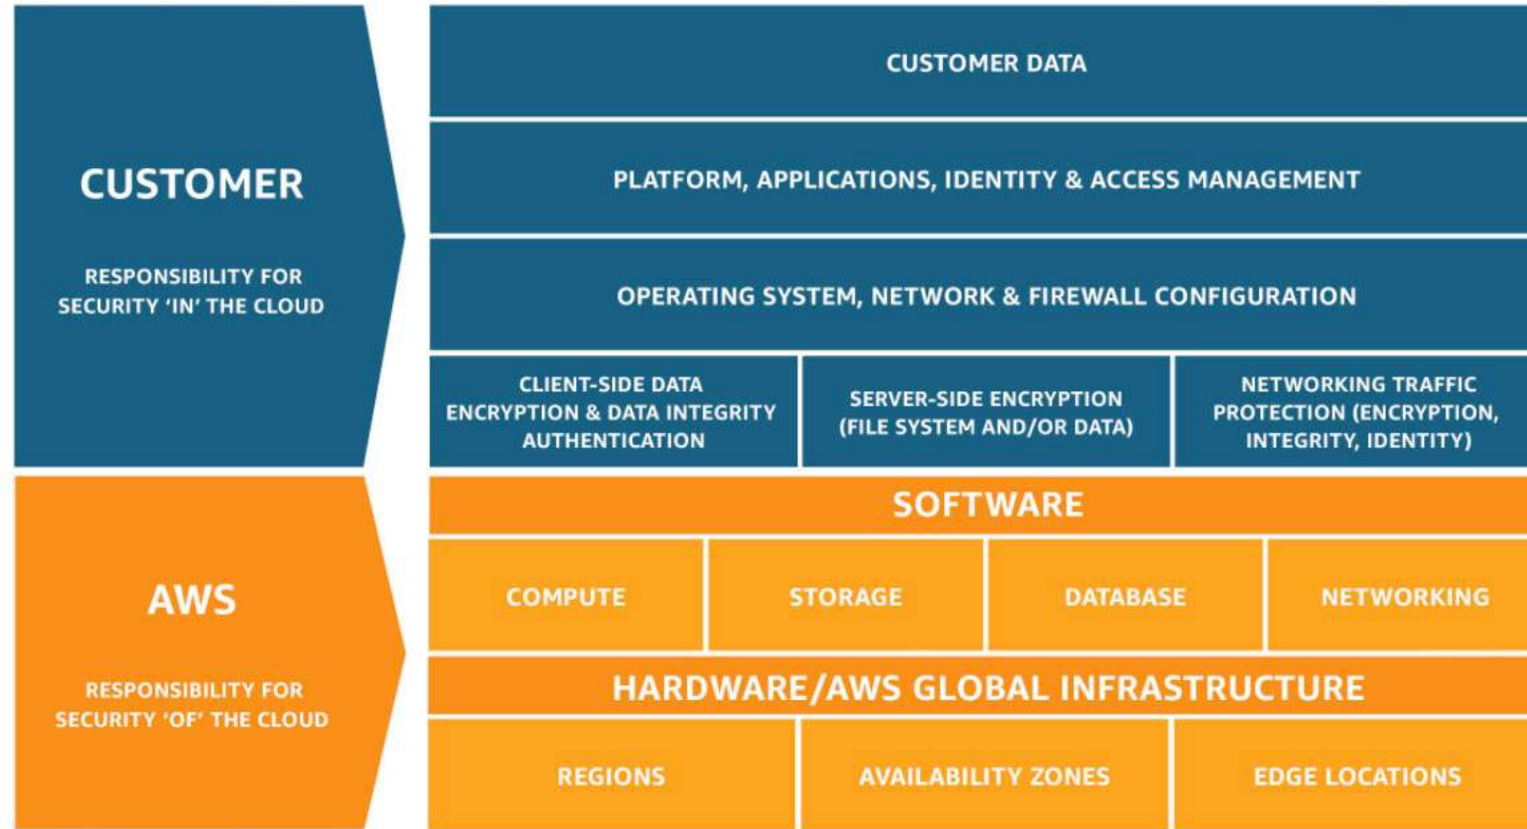 CUSTOMER
RESPONSIBILITY FOR
SECURITY ‘IN’ THE CLOUD
CUSTOMER DATA
PLATFORM, APPLICATIONS, IDENTITY & ACCESS MANAGEMENT
OPERATING SYSTEM, NETWORK & FIREWALL CONFIGURATION
CLIENT-SIDE DATA
ENCRYPTION & DATA INTEGRITY
AUTHENTICATION
SERVER-SIDE ENCRYPTION
(FILE SYSTEM AND/OR DATA)
NETWORKING TRAFFIC
PROTECTION (ENCRYPTION,
INTEGRITY, IDENTITY)
AWS
RESPONSIBILITY FOR
SECURITY ‘OF’ THE CLOUD
SOFTWARE
COMPUTE
STORAGE
DATABASE
NETWORKING
HARDWARE/AWS GLOBAL INFRASTRUCTURE
REGIONS
AVAILABILITY ZONES
EDGE LOCATIONS